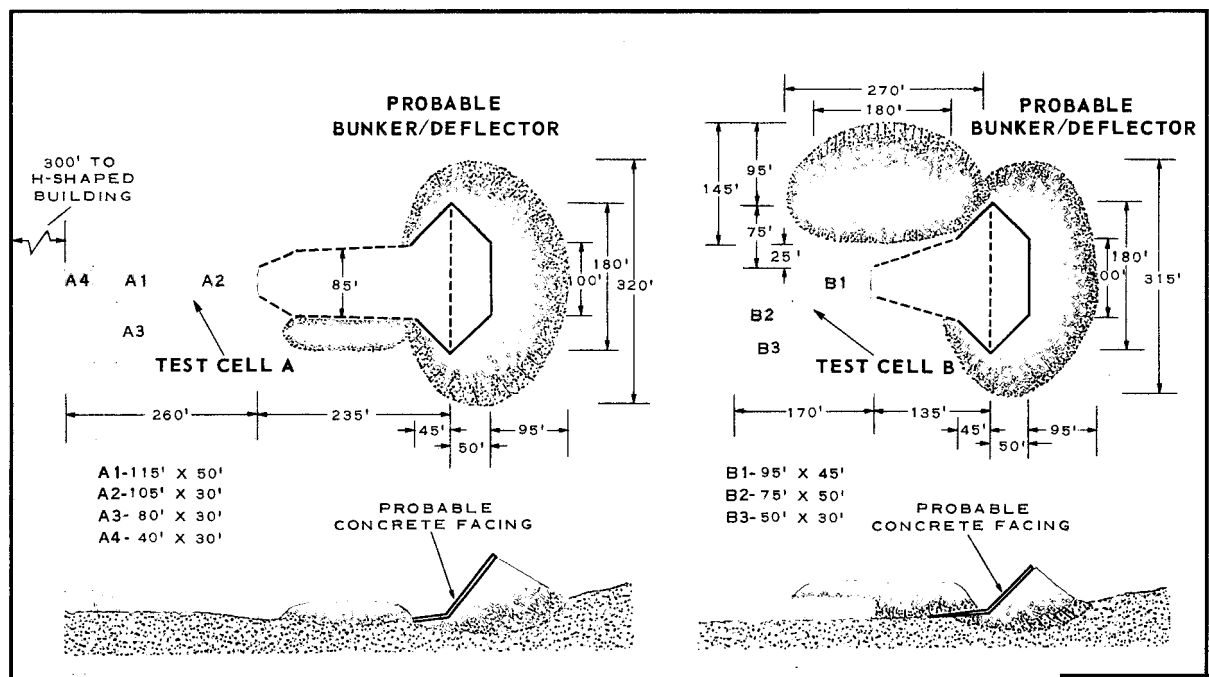 PROBABLE
BUNKER/DEFLECTOR
300' TO
H-SHAPED
BUILDING
A4
A1
A2
A3
TEST CELL A
85'
100'
180'
320'
260'
235'
45'
50'
95'
A1-115' X 50'
A2-105' X 30'
A3- 80' X 30'
A4- 40' X 30'
PROBABLE
CONCRETE FACING
270'
180'
PROBABLE
BUNKER/DEFLECTOR
145'
95'
75'
25'
B1
B2
B3
TEST CELL B
00'
180'
315'
170'
135'
45'
50'
95'
B1- 95' X 45'
B2- 75' X 50'
B3- 50' X 30'
PROBABLE
CONCRETE FACING